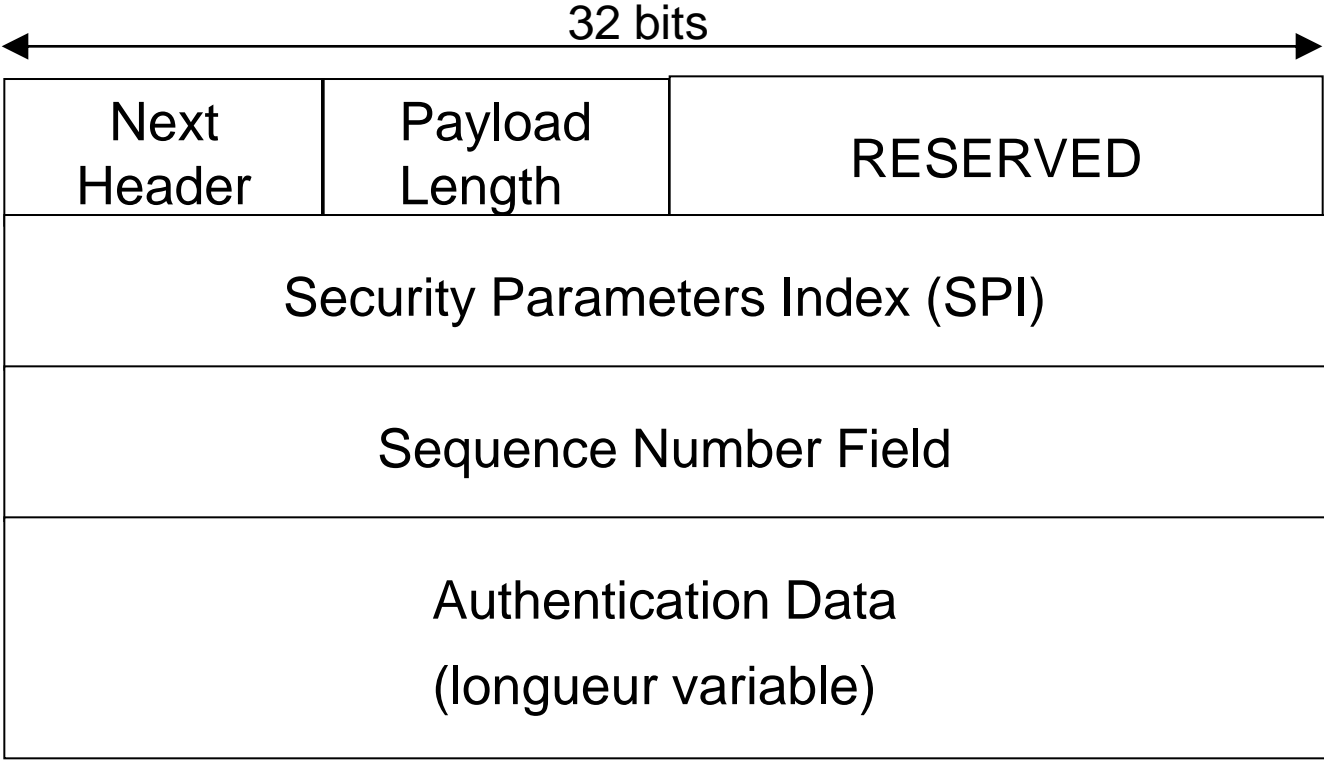 32 bits
Next
Header
Payload
Length
RESERVED
Security Parameters Index (SPI)
Sequence Number Field
Authentication Data
(longueur variable)